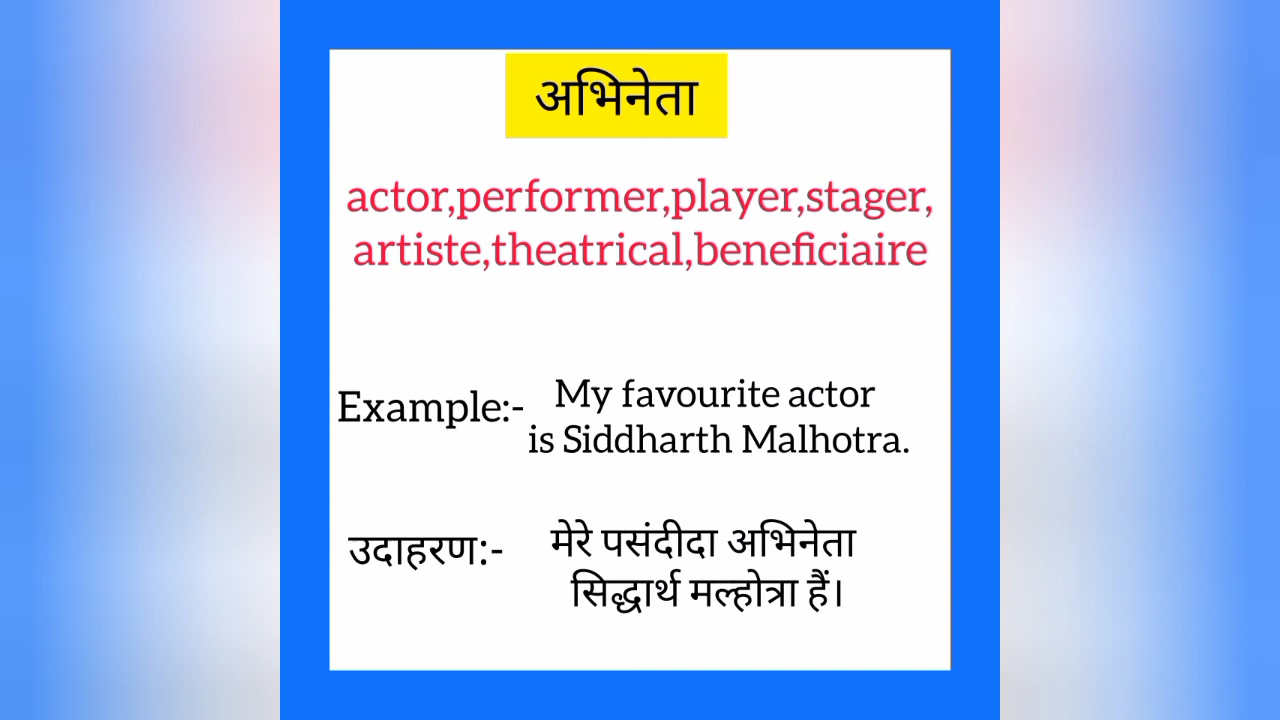 अभिनेता
actor,performer,player,stager,
artiste,theatrical,beneficiaire
Example:- My favourite actor
is Siddharth Malhotra.
उदाहरण:- मेरे पसंदीदा अभिनेता
सिद्धार्थ मल्होत्रा हैं।